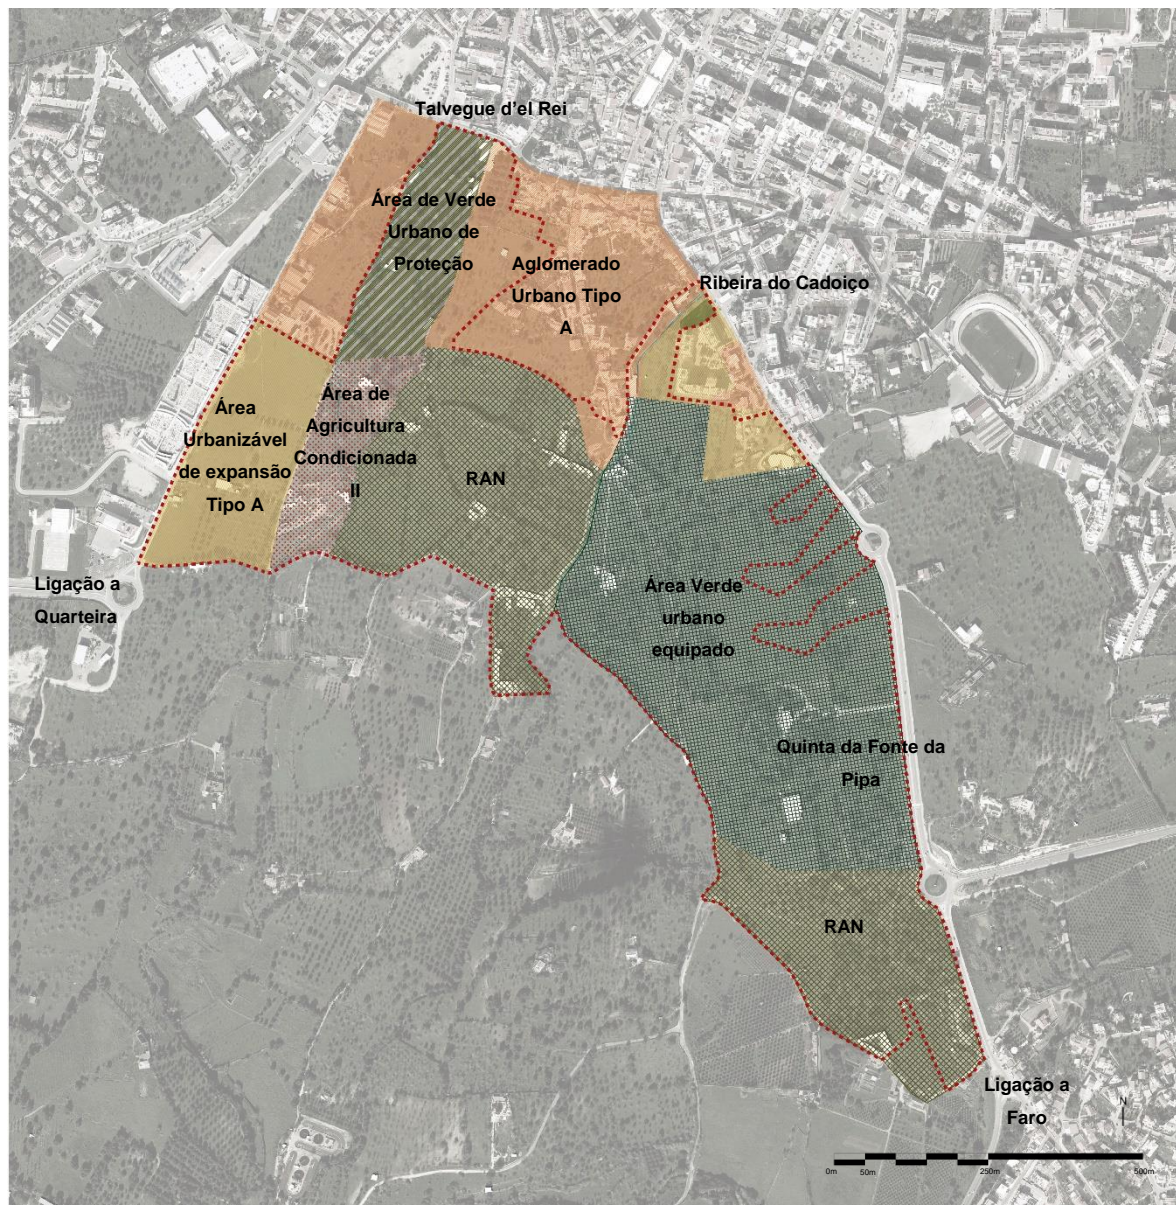 Talvegue d'el Rei
Área de Verde
Urbano de
Proteção
Aglomerado
Urbano Tipo
A
Ribeira do Cadoiço
Área
Urbanizável
de expansão
Tipo A
Área de
Agricultura
Condicionada
II
RAN
Ligação a
Quarteira
Área Verde
urbano
equipado
Quinta da Fonte da
Pipa
RAN
Ligação a
Faro
N
0m 50m 250m 500m